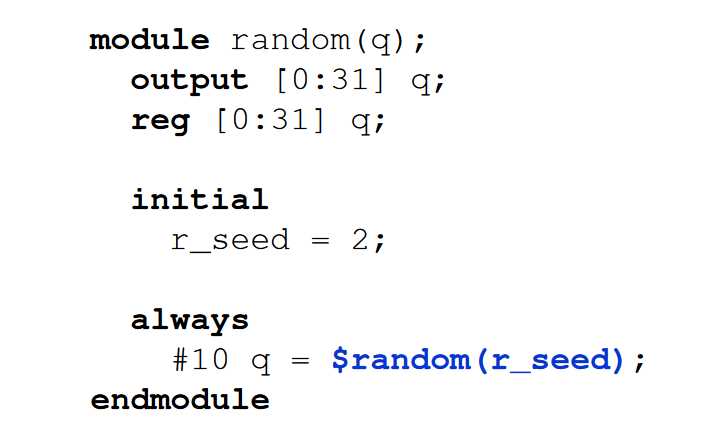 module random(q);
output [0:31] q;
reg [0:31] q;
initial
r_seed = 2;
always
#10 q = $random(r_seed);
endmodule